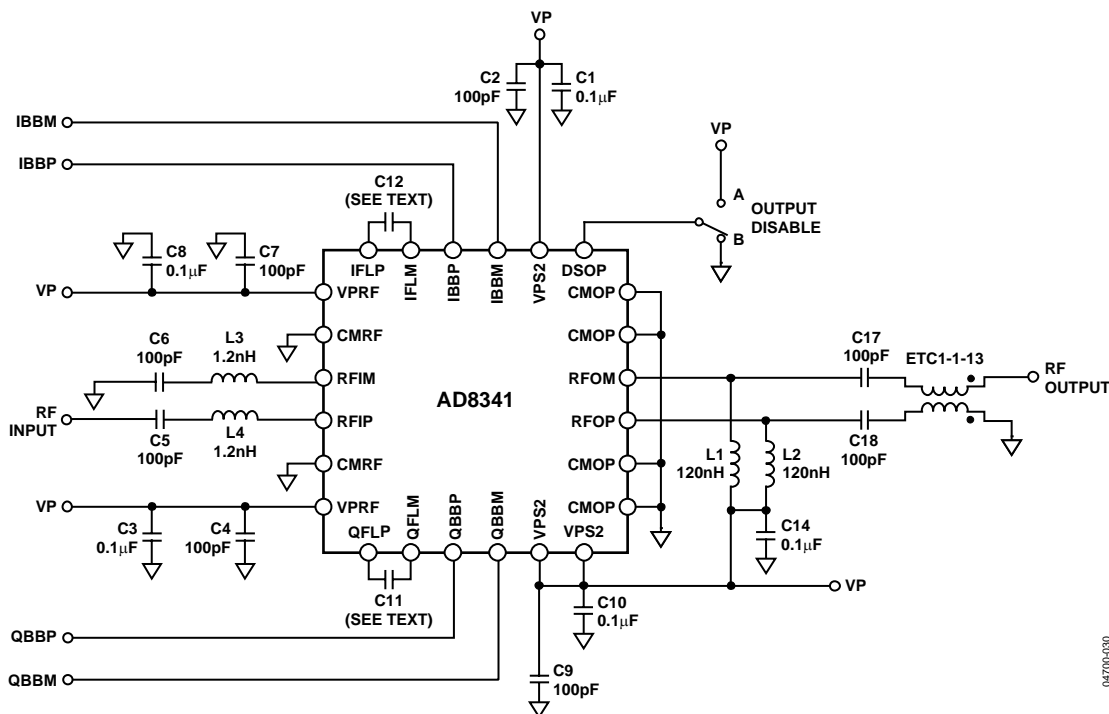 VP
C2
100pF
C1
0.1µF
IBBM
IBBP
VP
C12
(SEE TEXT)
A
OUTPUT
DISABLE
B
C8
0.1µF
C7
100pF
IFLP
IFLM
IBBP
IBBM
VPS2
DSOP
VP
VPRF
CMOP
C6
100pF
L3
1.2nH
CMRF
CMOP
C17
100pF
ETC1-1-13
RFIM
RFOM
RF
OUTPUT
AD8341
RF
INPUT
RFIP
RFOP
C5
100pF
L4
1.2nH
C18
100pF
CMRF
CMOP
L1
120nH
L2
120nH
VP
VPRF
CMOP
C3
0.1µF
C4
100pF
QFLP
QFLM
QBBP
QBBM
VPS2
VPS2
C14
0.1µF
C11
(SEE TEXT)
C10
0.1µF
VP
QBBP
C9
100pF
QBBM
04700-030